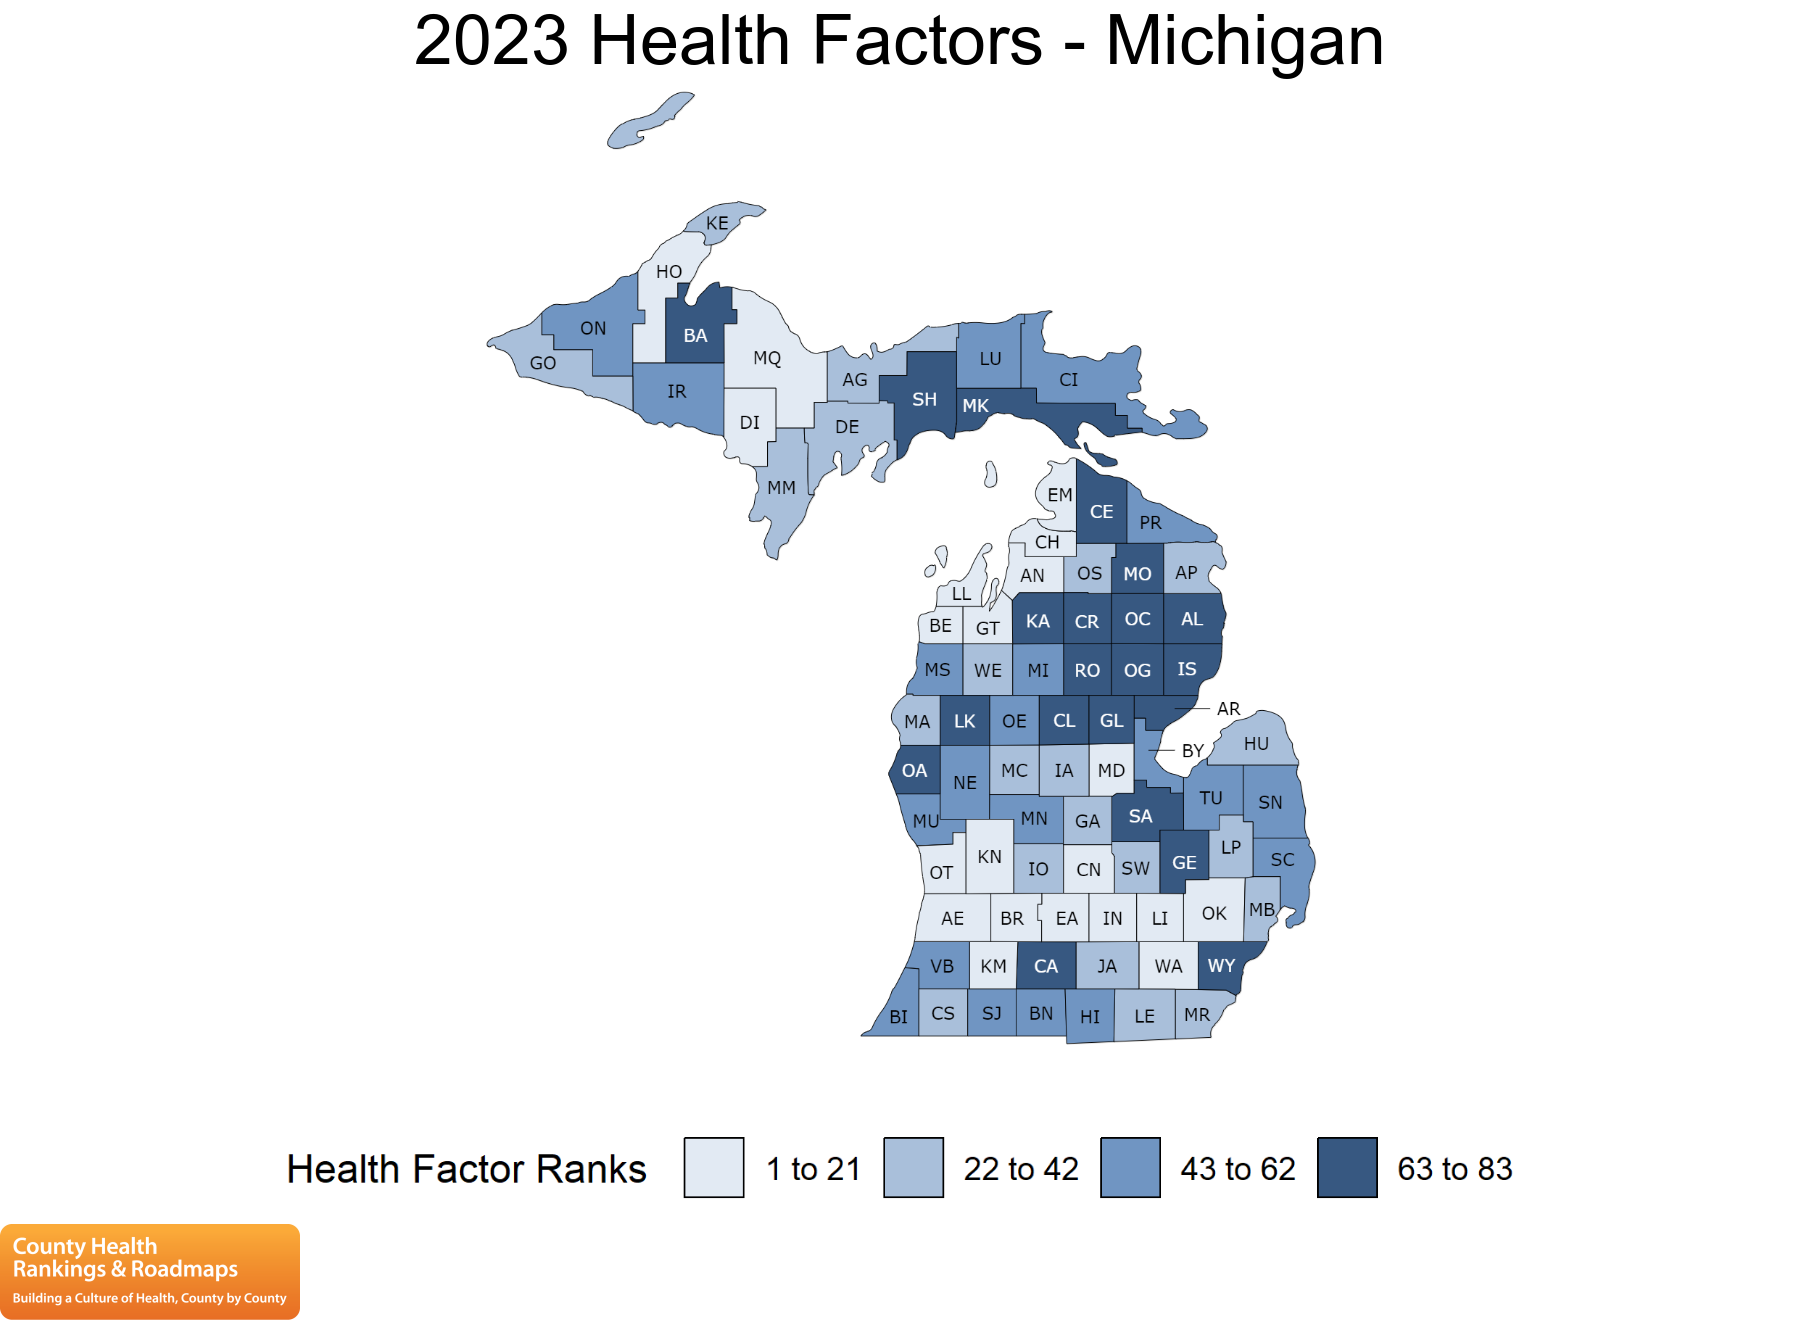 2023 Health Factors - Michigan
KE
HO
ON
BA
GO
MQ
LU
AG
CI
IR
SH
MK
DI
DE
MM
EM
CE
PR
CH
AN
OS
MO
AP
LL
BE
GT
KA
CR
OC
AL
MS
WE
MI
RO
OG
IS
MA
LK
OE
CL
GL
AR
BY
HU
OA
NE
MC
IA
MD
TU
SN
MU
MN
GA
SA
LP
OT
KN
IO
CN
SW
GE
SC
AE
BR
EA
IN
LI
OK
MB
VB
KM
CA
JA
WA
WY
BI
CS
SJ
BN
HI
LE
MR
Health Factor Ranks
1 to 21
22 to 42
43 to 62
63 to 83
County Health
Rankings & Roadmaps
Building a Culture of Health, County by County